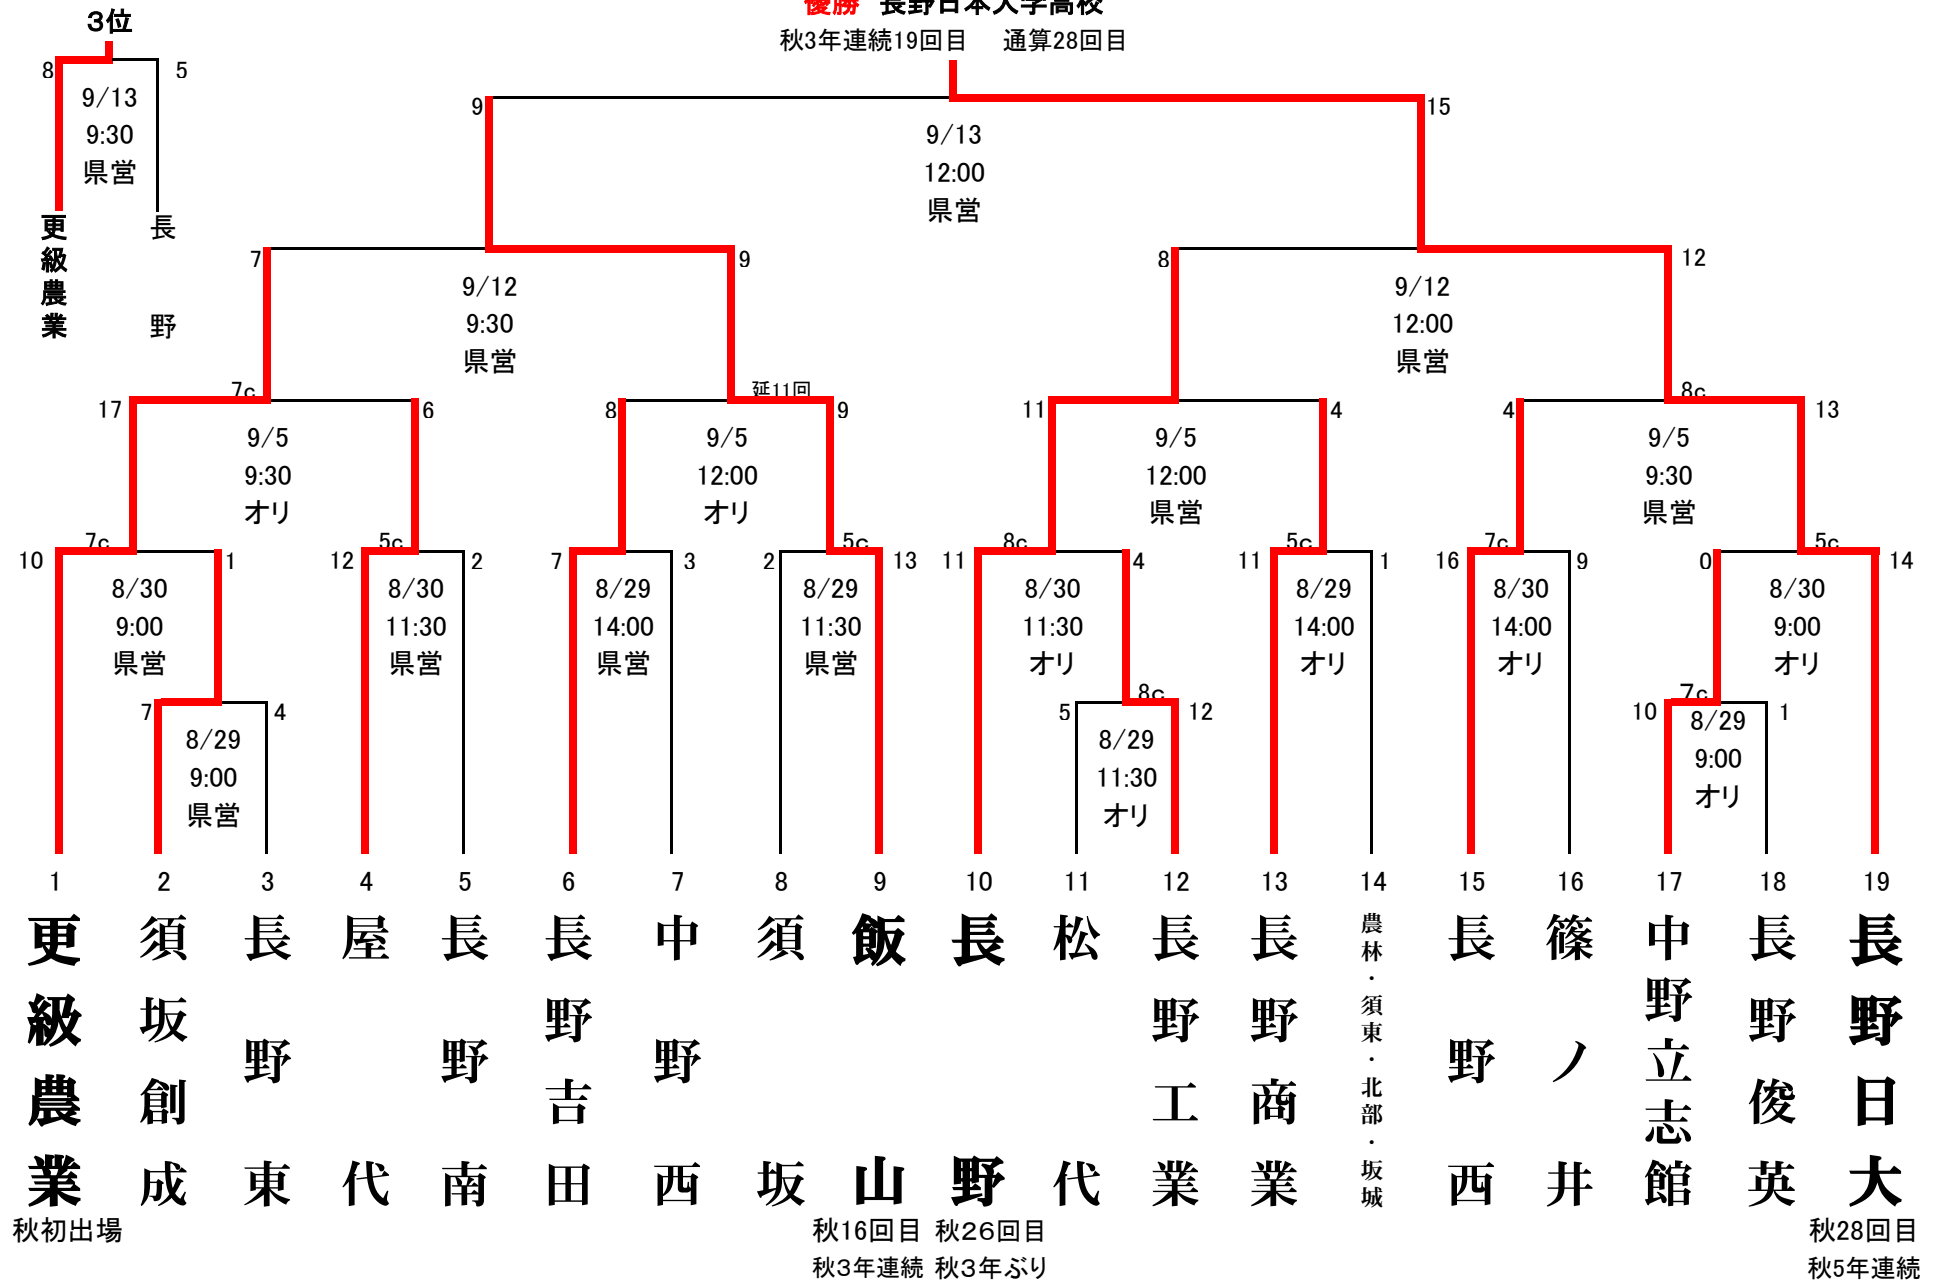 優勝 長野日本大学高校
秋3年連続19回目 通算28回目
3位
8 5
9/13
9:30
県営
更級農業
長野
9 15
9/13
12:00
県営
7 9
9/12
9:30
県営
8 12
9/12
12:00
県営
17 7c 6
9/5
9:30
オリ
8 延11回 9
9/5
12:00
オリ
11 4
9/5
12:00
県営
4 8c 13
9/5
9:30
県営
10 7c 1
8/30
9:00
県営
12 5c 2
8/30
11:30
県営
7 3
8/29
14:00
県営
2 5c 13
8/29
11:30
県営
11 8c 4
8/30
11:30
オリ
11 5c 1
8/29
14:00
オリ
16 7c 9
8/30
14:00
オリ
0 5c 14
8/30
9:00
オリ
7 4
8/29
9:00
県営
5 8c 12
8/29
11:30
オリ
10 7c 1
8/29
9:00
オリ
1 2 3 4 5 6 7 8 9 10 11 12 13 14 15 16 17 18 19
更級農業
須坂創成
長野東
屋代
長野南
長野吉田
中野西
須坂
飯山
長野
松代
長野工業
長野商業
農林・須東・北部・坂城
長野西
篠ノ井
中野立志館
長野俊英
長野日大
秋初出場
秋16回目
秋3年連続
秋26回目
秋3年ぶり
秋28回目
秋5年連続